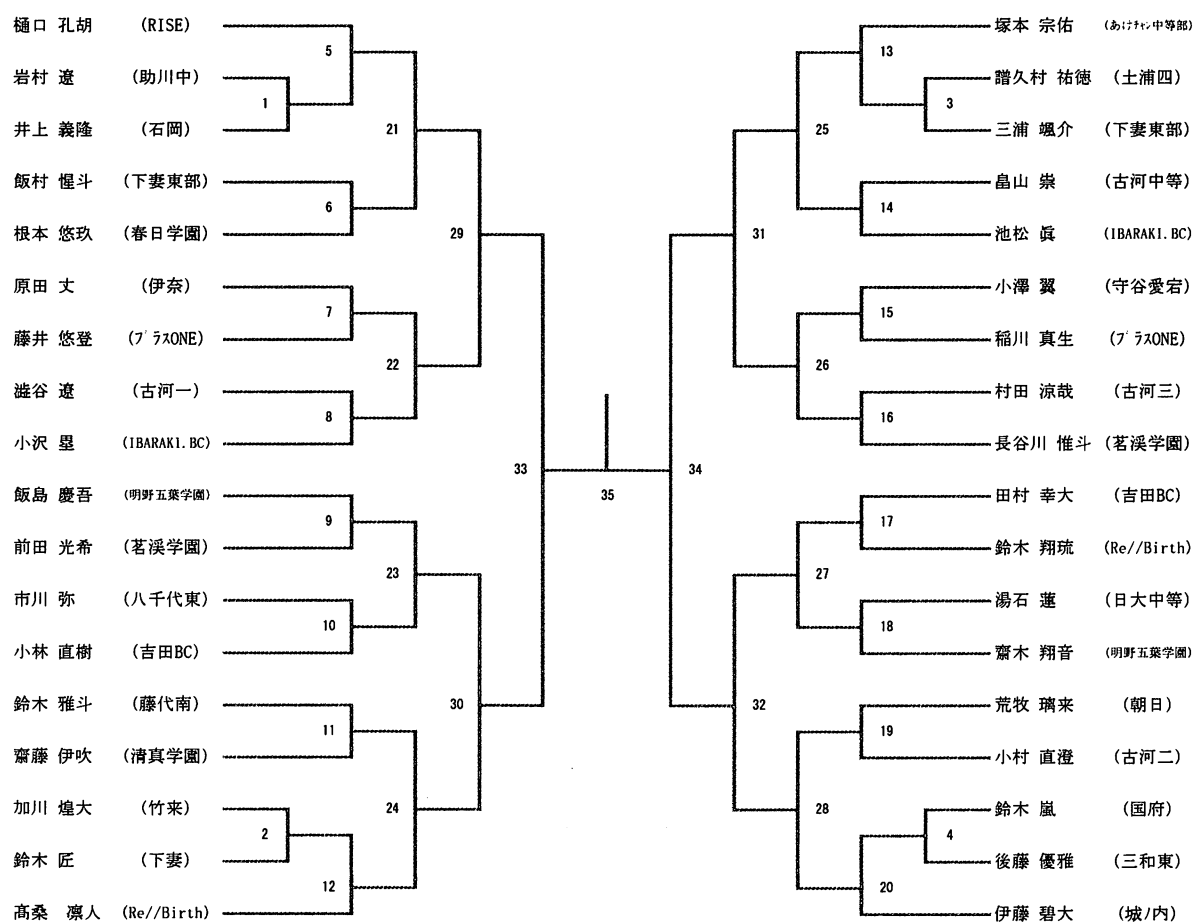 樋口 孔胡 (RISE)
岩村 遼 (助川中)
井上 義隆 (石岡)
飯村 惺斗 (下妻東部)
根本 悠玖 (春日学園)
原田 丈 (伊奈)
藤井 悠登 (プラスONE)
澁谷 遼 (古河一)
小沢 塁 (IBARAKI.BC)
飯島 慶吾 (明野五葉学園)
前田 光希 (茗渓学園)
市川 弥 (八千代東)
小林 直樹 (吉田BC)
鈴木 雅斗 (藤代南)
齋藤 伊吹 (清真学園)
加川 煌大 (竹来)
鈴木 匠 (下妻)
髙桑 凛人 (Re//Birth)
5
1
21
6
29
7
22
8
33
9
23
10
30
11
24
2
12
35
34
13
3
25
14
31
15
26
16
17
27
18
32
19
28
4
20
塚本 宗佑 (あけチャン中等部)
譜久村 祐徳 (土浦四)
三浦 颯介 (下妻東部)
畠山 崇 (古河中等)
池松 眞 (IBARAKI.BC)
小澤 翼 (守谷愛宕)
稲川 真生 (プラスONE)
村田 涼哉 (古河三)
長谷川 惟斗 (茗渓学園)
田村 幸大 (吉田BC)
鈴木 翔琉 (Re//Birth)
湯石 蓮 (日大中等)
齋木 翔音 (明野五葉学園)
荒牧 璃来 (朝日)
小村 直澄 (古河二)
鈴木 嵐 (国府)
後藤 優雅 (三和東)
伊藤 碧大 (城ノ内)